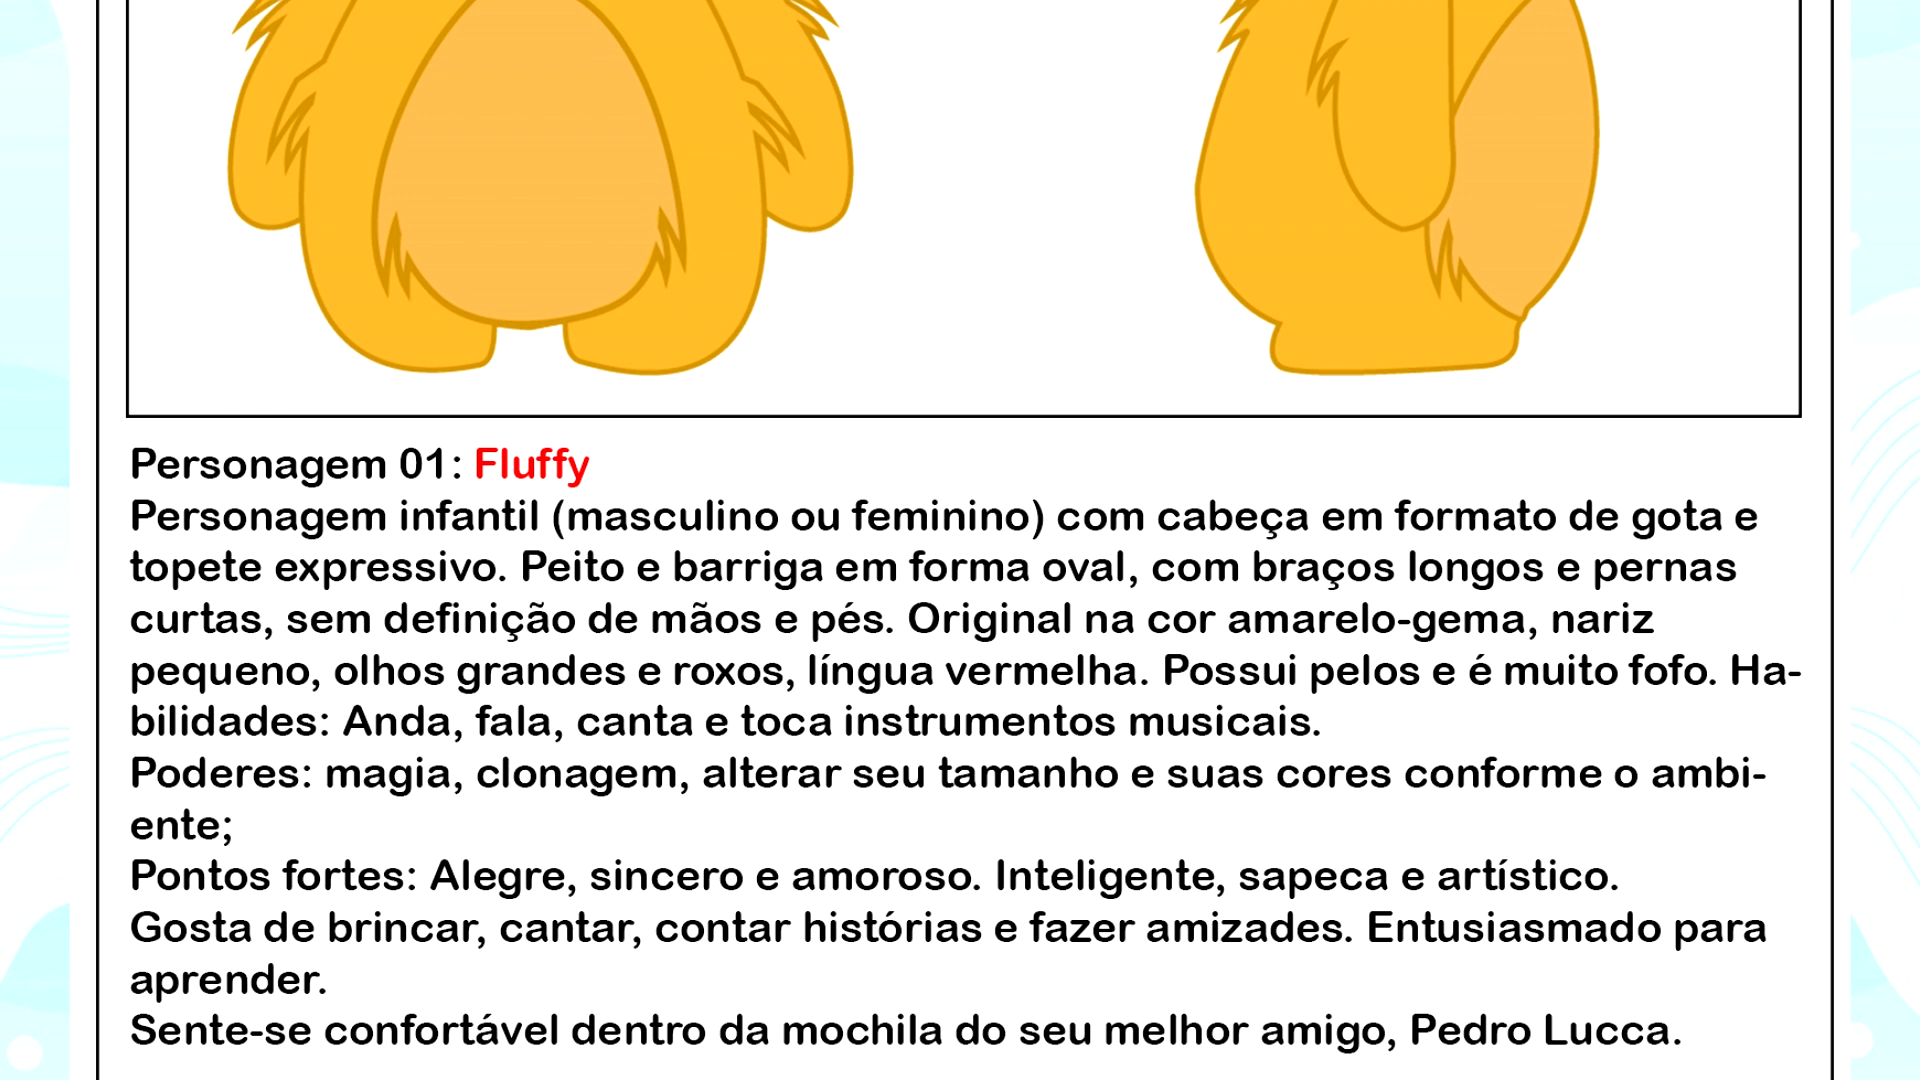 Personagem 01: Fluffy
Personagem infantil (masculino ou feminino) com cabeça em formato de gota e
topete expressivo. Peito e barriga em forma oval, com braços longos e pernas
curtas, sem definição de mãos e pés. Original na cor amarelo-gema, nariz
pequeno, olhos grandes e roxos, língua vermelha. Possui pelos e é muito fofo. Ha-
bilidades: Anda, fala, canta e toca instrumentos musicais.
Poderes: magia, clonagem, alterar seu tamanho e suas cores conforme o ambi-
ente;
Pontos fortes: Alegre, sincero e amoroso. Inteligente, sapeca e artístico.
Gosta de brincar, cantar, contar histórias e fazer amizades. Entusiasmado para
aprender.
Sente-se confortável dentro da mochila do seu melhor amigo, Pedro Lucca.